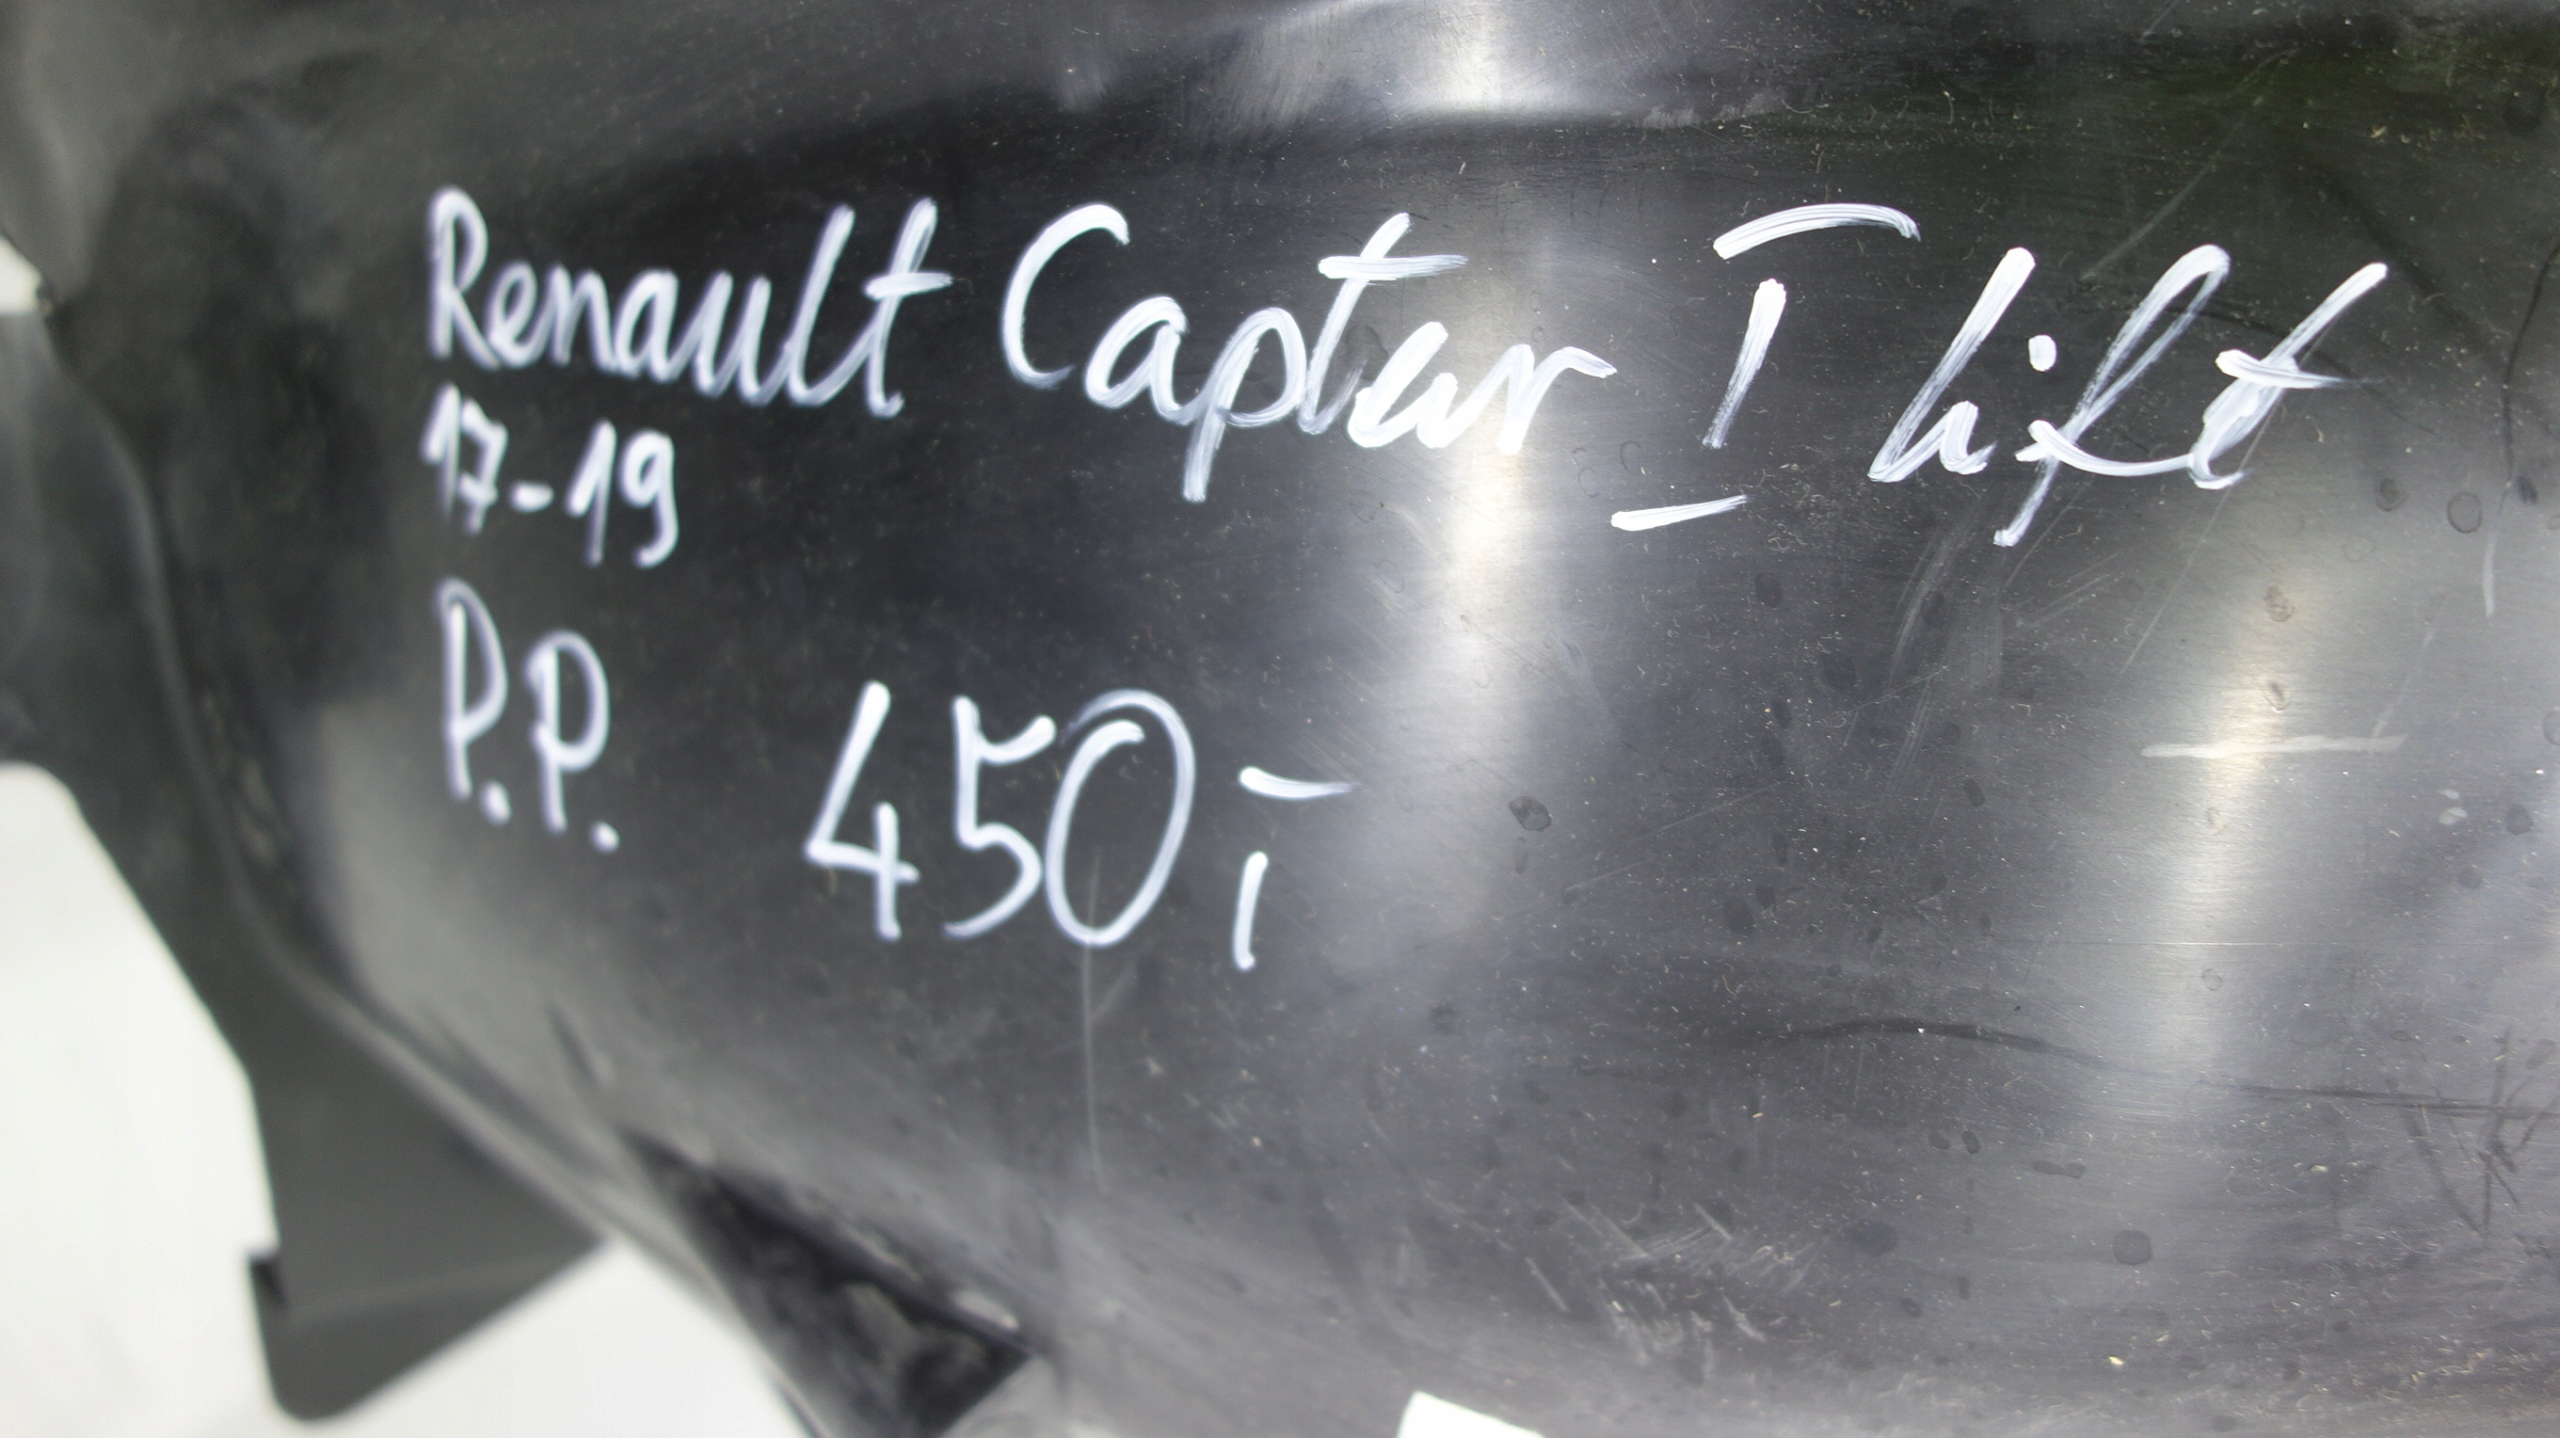 Renault Captur I lift
17-19
P.P.
450,-